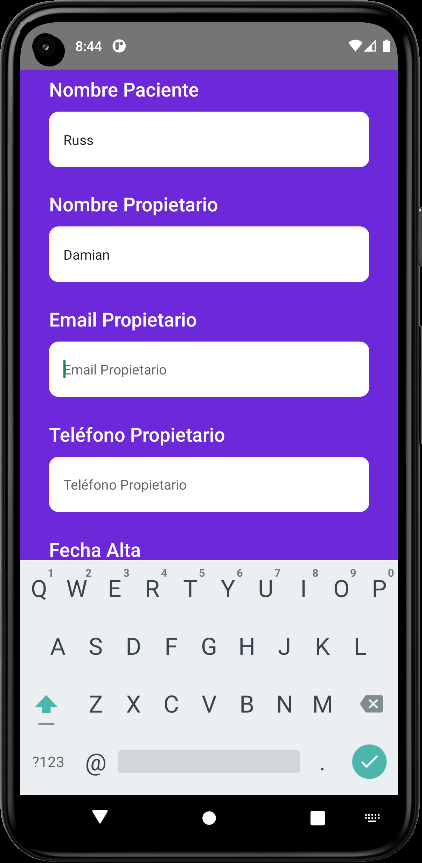 8:44
Nombre Paciente
Russ
Nombre Propietario
Damian
Email Propietario
Email Propietario
Teléfono Propietario
Teléfono Propietario
Fecha Alta
1 2 3 4 5 6 7 8 9 0
Q W E R T Y U I O P
A S D F G H J K L
Z X C V B N M
?123 @ .